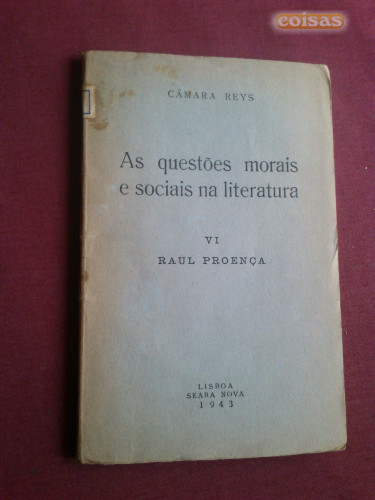 coisas
CÂMARA REYS
As questões morais
e sociais na literatura
VI
RAUL PROENÇA
LISBOA
SEARA NOVA
1943